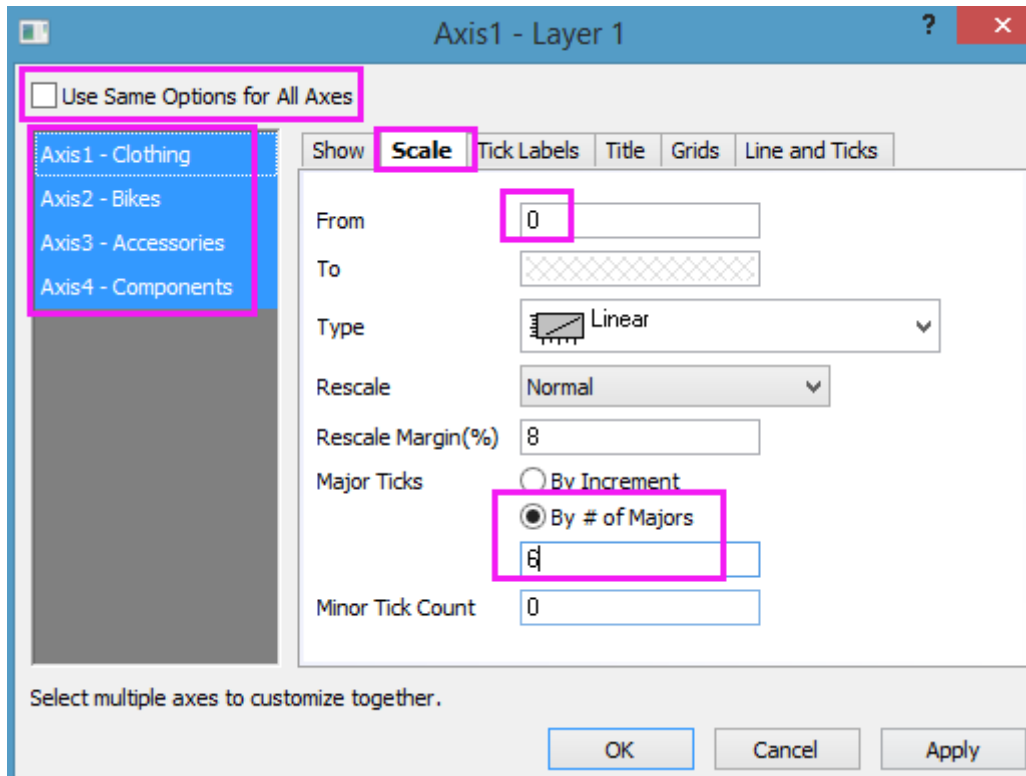 Axis1 - Layer 1
?
Use Same Options for All Axes
Axis1 - Clothing
Axis2 - Bikes
Axis3 - Accessories
Axis4 - Components
Show Scale Tick Labels Title Grids Line and Ticks
From 0
To
Type Linear
Rescale Normal
Rescale Margin(%) 8
Major Ticks By Increment
By # of Majors
6
Minor Tick Count 0
Select multiple axes to customize together.
OK Cancel Apply